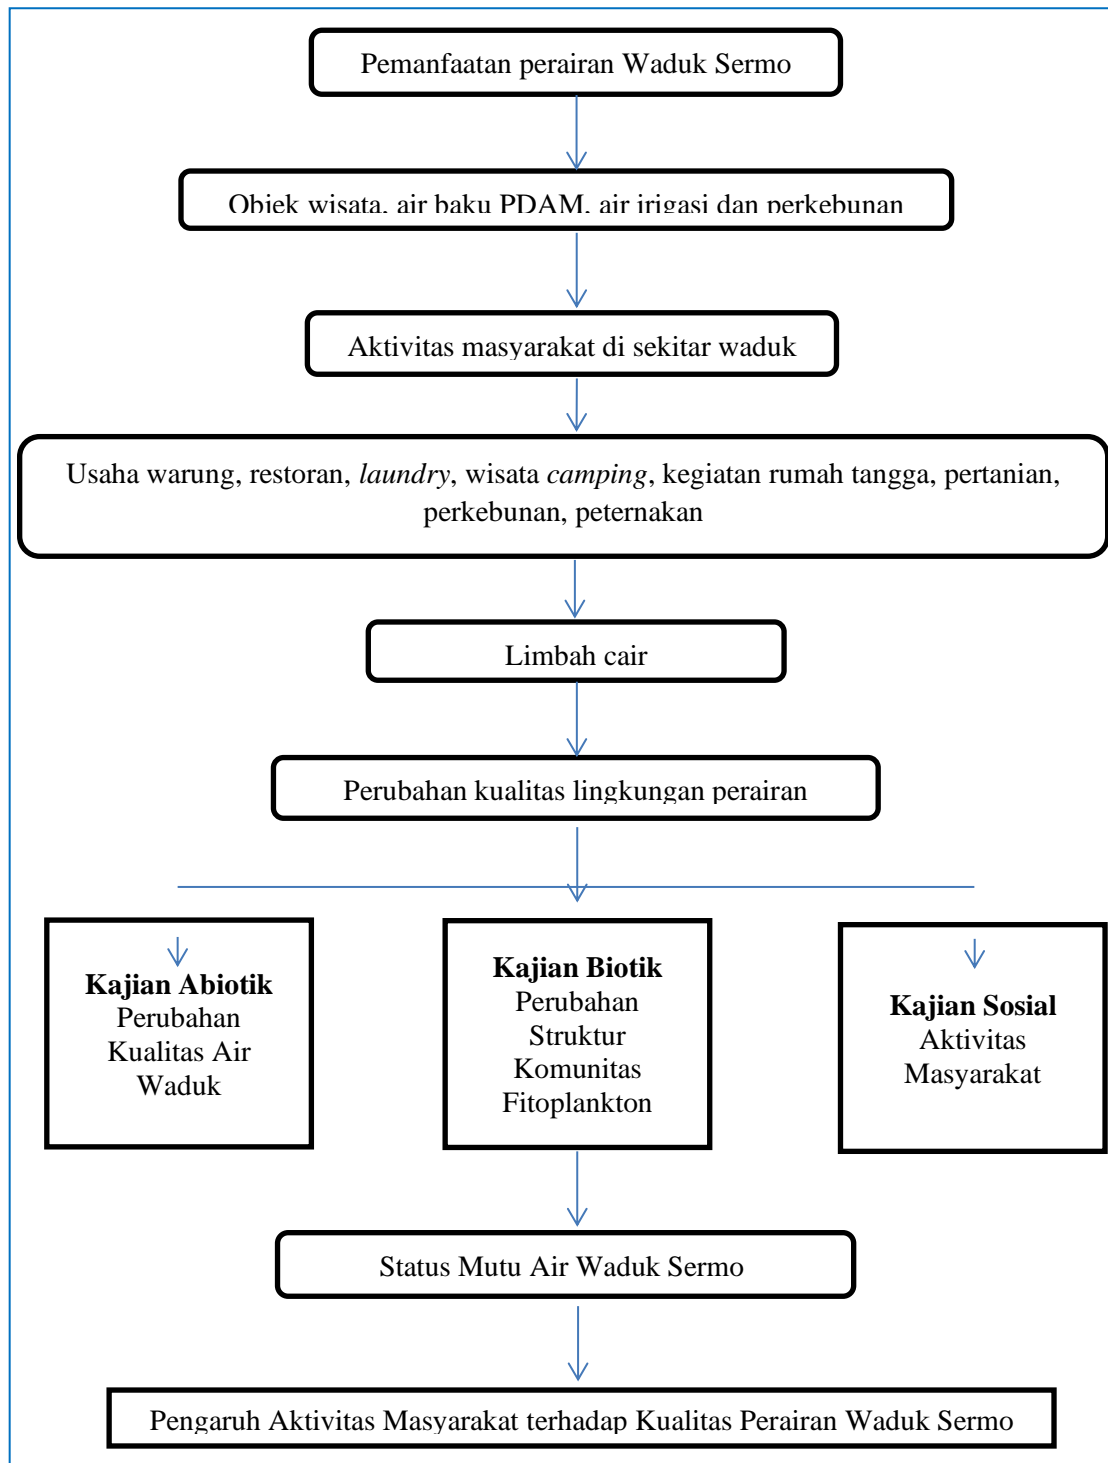 Pemanfaatan perairan Waduk Sermo
Objek wisata, air baku PDAM, air irigasi dan perkebunan
Aktivitas masyarakat di sekitar waduk
Usaha warung, restoran, laundry, wisata camping, kegiatan rumah tangga, pertanian,
perkebunan, peternakan
Limbah cair
Perubahan kualitas lingkungan perairan
Kajian Abiotik
Perubahan
Kualitas Air
Waduk
Kajian Biotik
Perubahan
Struktur
Komunitas
Fitoplankton
Kajian Sosial
Aktivitas
Masyarakat
Status Mutu Air Waduk Sermo
Pengaruh Aktivitas Masyarakat terhadap Kualitas Perairan Waduk Sermo